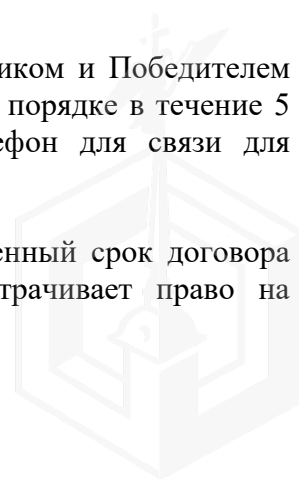 иком и Победителем
порядке в течение 5
ефон для связи для
енный срок договора
трачивает право на